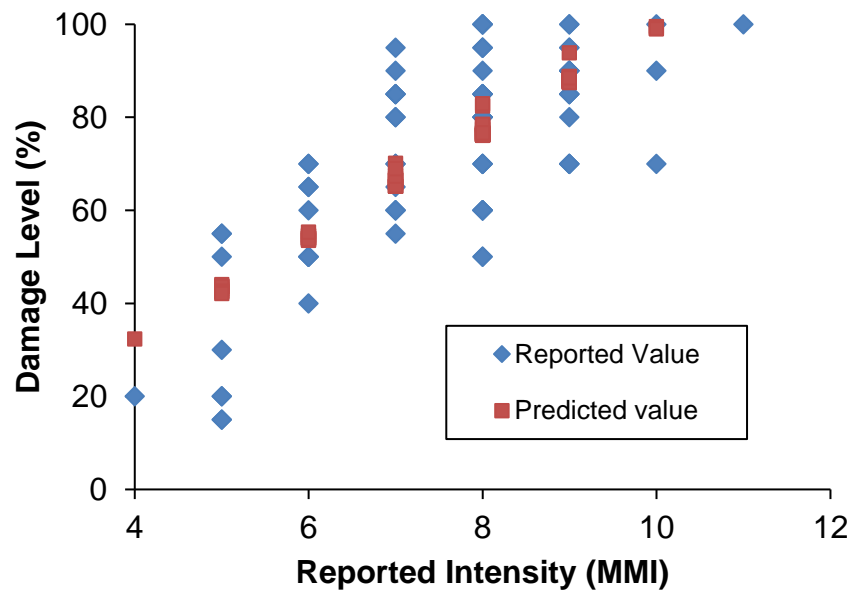 100
80
60
40
20
0
Damage Level (%)
Reported Value
Predicted value
4 6 8 10 12
Reported Intensity (MMI)